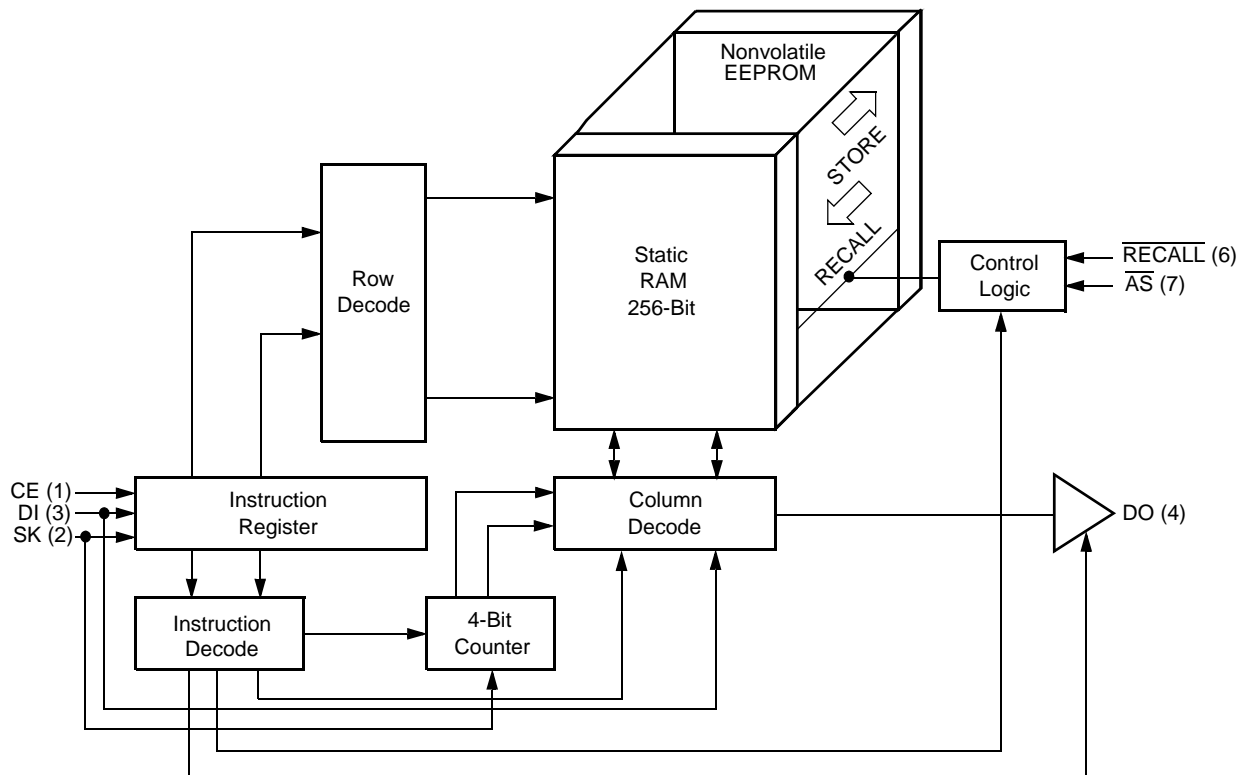 Nonvolatile
EEPROM
STORE
RECALL
Static
RAM
256-Bit
Row
Decode
Control
Logic
RECALL (6)
AS (7)
CE (1)
DI (3)
SK (2)
Instruction
Register
Column
Decode
DO (4)
Instruction
Decode
4-Bit
Counter